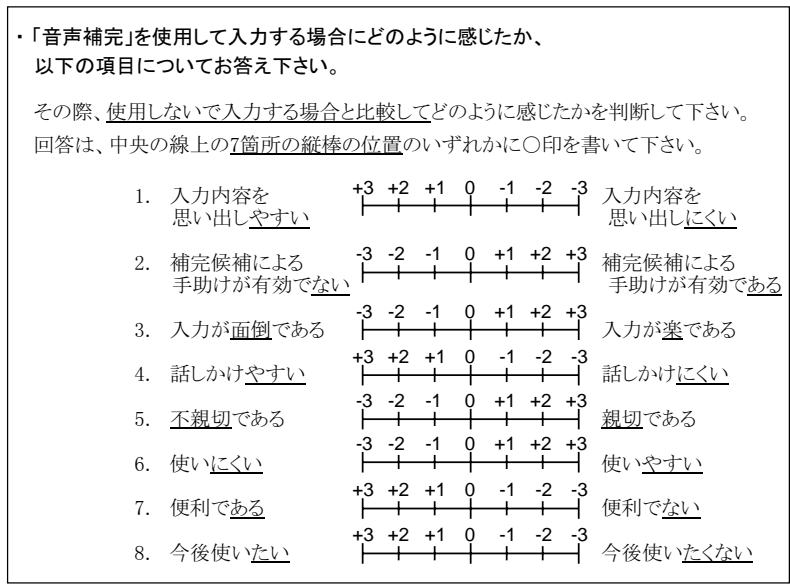 ・「音声補完」を使用して入力する場合にどのように感じたか、
以下の項目についてお答え下さい。
その際、使用しないで入力する場合と比較してどのように感じたかを判断して下さい。
回答は、中央の線上の7箇所の縦棒の位置のいずれかに○印を書いて下さい。
1. 入力内容を +3 +2 +1 0 -1 -2 -3 入力内容を
思い出しやすい 思い出しにくい
2. 補完候補による -3 -2 -1 0 +1 +2 +3 補完候補による
手助けが有効でない 手助けが有効である
3. 入力が面倒である -3 -2 -1 0 +1 +2 +3 入力が楽である
4. 話しかけやすい +3 +2 +1 0 -1 -2 -3 話しかけにくい
5. 不親切である -3 -2 -1 0 +1 +2 +3 親切である
6. 使いにくい -3 -2 -1 0 +1 +2 +3 使いやすい
7. 便利である +3 +2 +1 0 -1 -2 -3 便利でない
8. 今後使いたい +3 +2 +1 0 -1 -2 -3 今後使いたくない